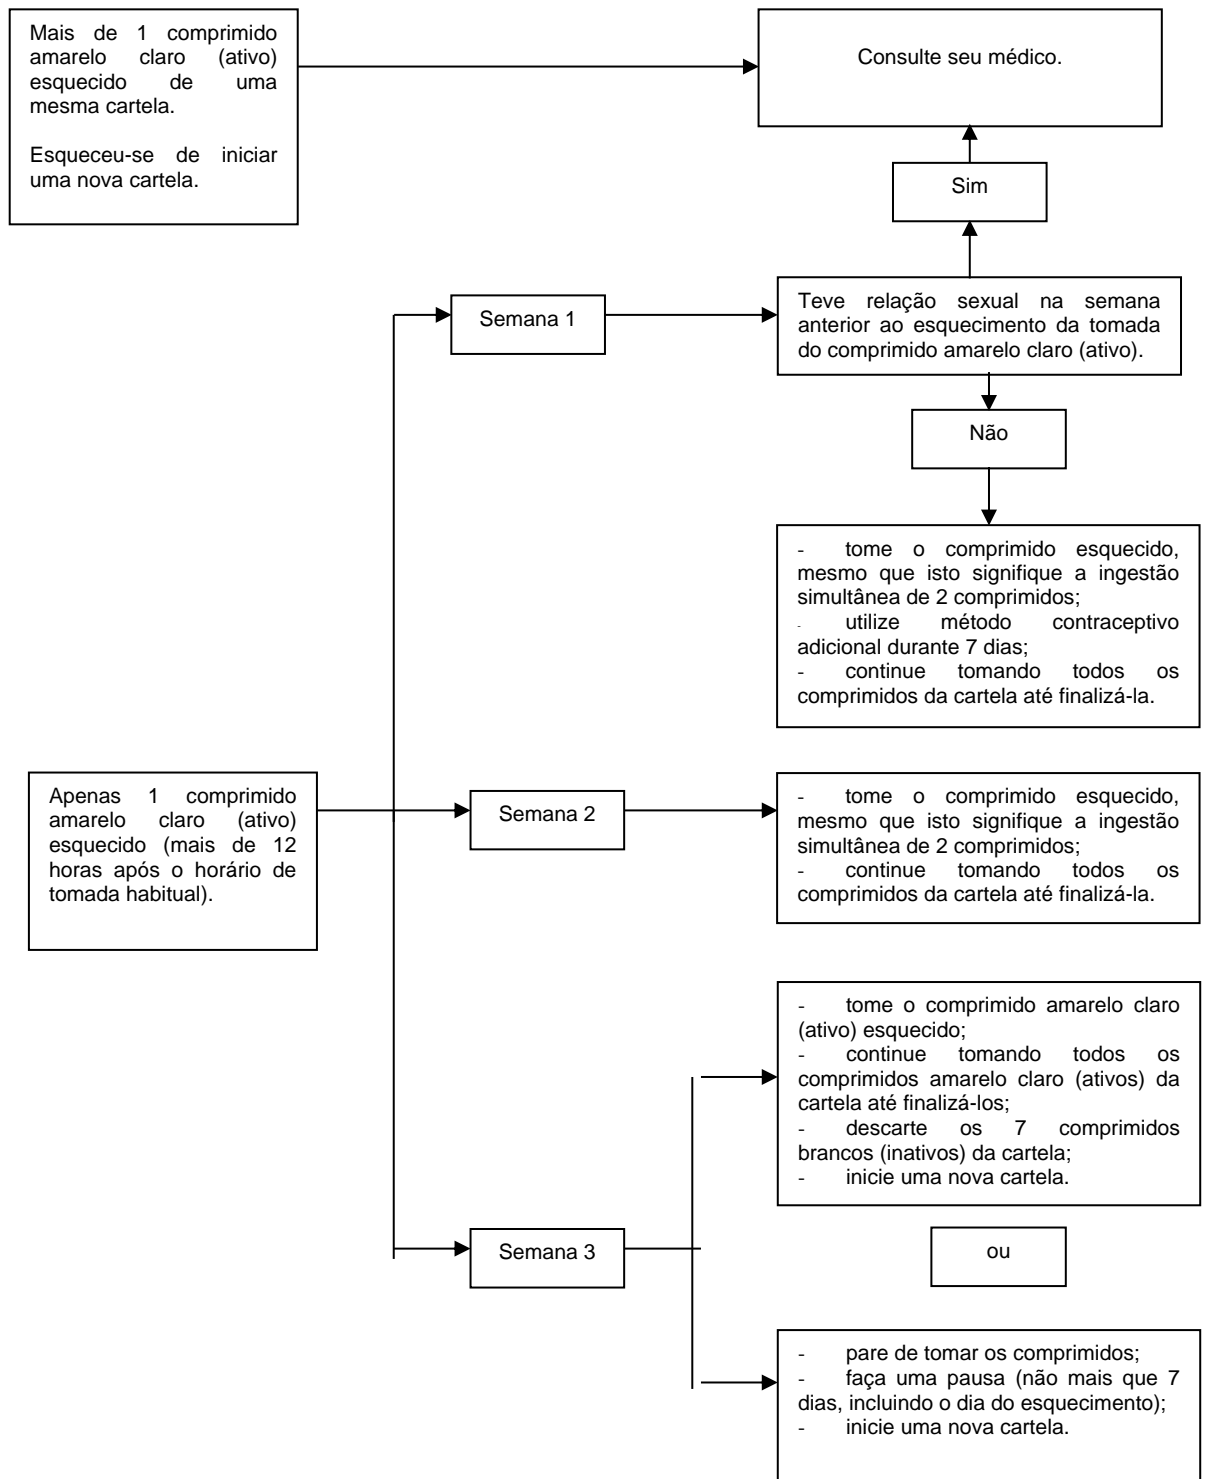 Mais de 1 comprimido
amarelo claro (ativo)
esquecido de uma
mesma cartela.
Esqueceu-se de iniciar
uma nova cartela.
Consulte seu médico.
Sim
Semana 1
Teve relação sexual na semana
anterior ao esquecimento da tomada
do comprimido amarelo claro (ativo).
Não
- tome o comprimido esquecido,
mesmo que isto signifique a ingestão
simultânea de 2 comprimidos;
- utilize método contraceptivo
adicional durante 7 dias;
- continue tomando todos os
comprimidos da cartela até finalizá-la.
Apenas 1 comprimido
amarelo claro (ativo)
esquecido (mais de 12
horas após o horário de
tomada habitual).
Semana 2
- tome o comprimido esquecido,
mesmo que isto signifique a ingestão
simultânea de 2 comprimidos;
- continue tomando todos os
comprimidos da cartela até finalizá-la.
Semana 3
- tome o comprimido amarelo claro
(ativo) esquecido;
- continue tomando todos os
comprimidos amarelo claro (ativos) da
cartela até finalizá-los;
- descarte os 7 comprimidos
brancos (inativos) da cartela;
- inicie uma nova cartela.
ou
- pare de tomar os comprimidos;
- faça uma pausa (não mais que 7
dias, incluindo o dia do esquecimento);
- inicie uma nova cartela.